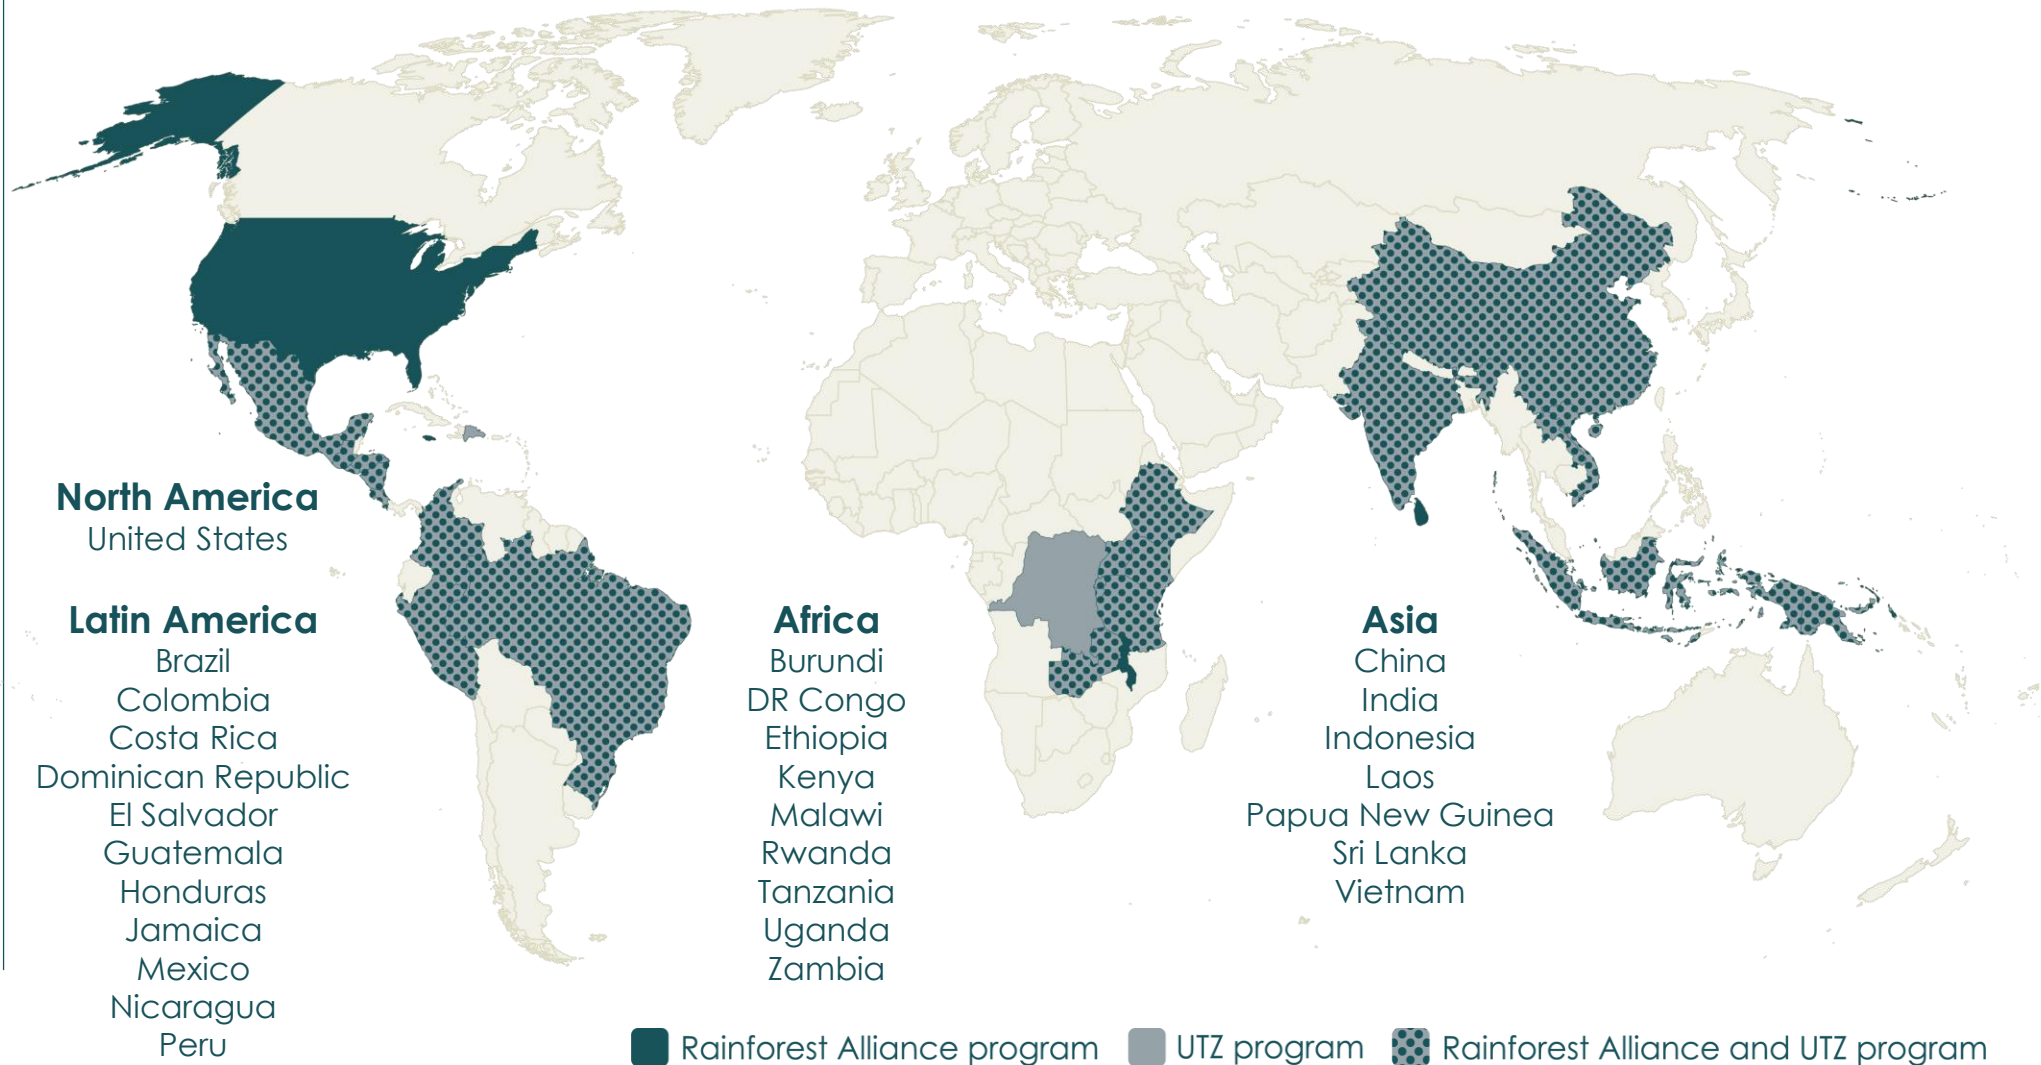 North America
United States
Latin America
Brazil
Colombia
Costa Rica
Dominican Republic
El Salvador
Guatemala
Honduras
Jamaica
Mexico
Nicaragua
Peru
Africa
Burundi
DR Congo
Ethiopia
Kenya
Malawi
Rwanda
Tanzania
Uganda
Zambia
Asia
China
India
Indonesia
Laos
Papua New Guinea
Sri Lanka
Vietnam
Rainforest Alliance program
UTZ program
Rainforest Alliance and UTZ program